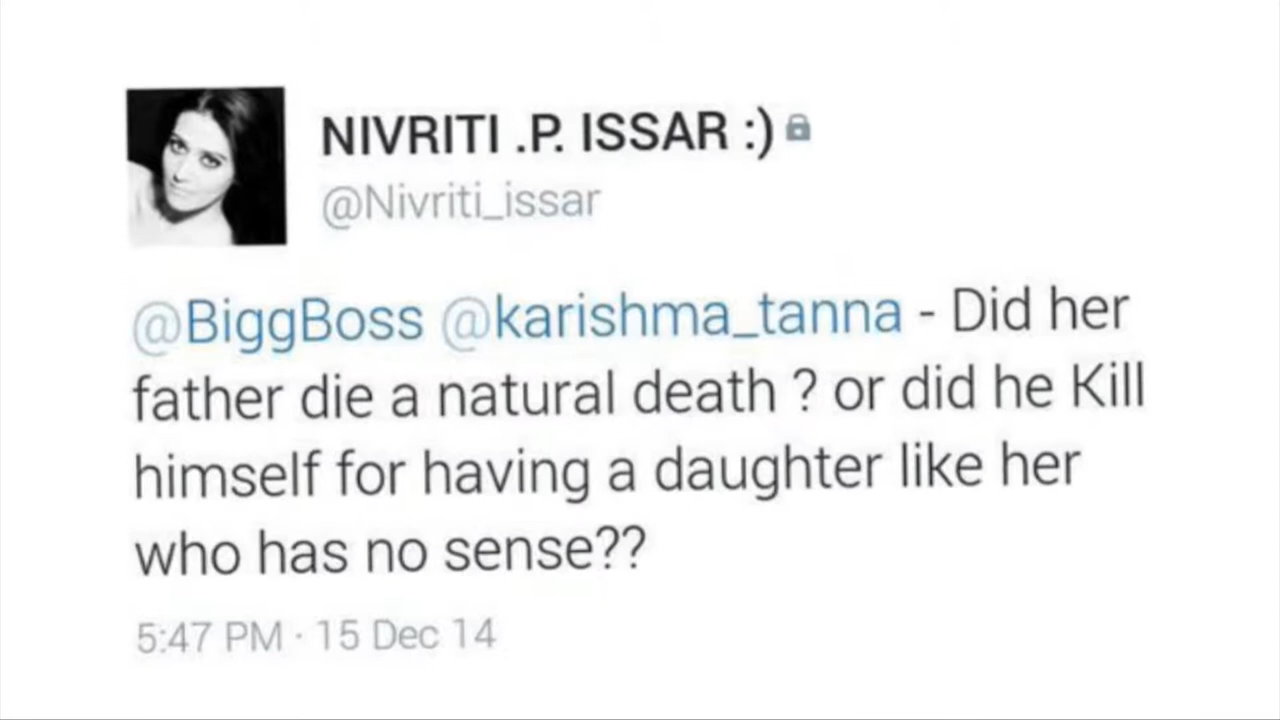 NIVRITI .P. ISSAR :)
@Nivriti_issar
@BiggBoss @karishma_tanna - Did her
father die a natural death ? or did he Kill
himself for having a daughter like her
who has no sense??
5:47 PM · 15 Dec 14